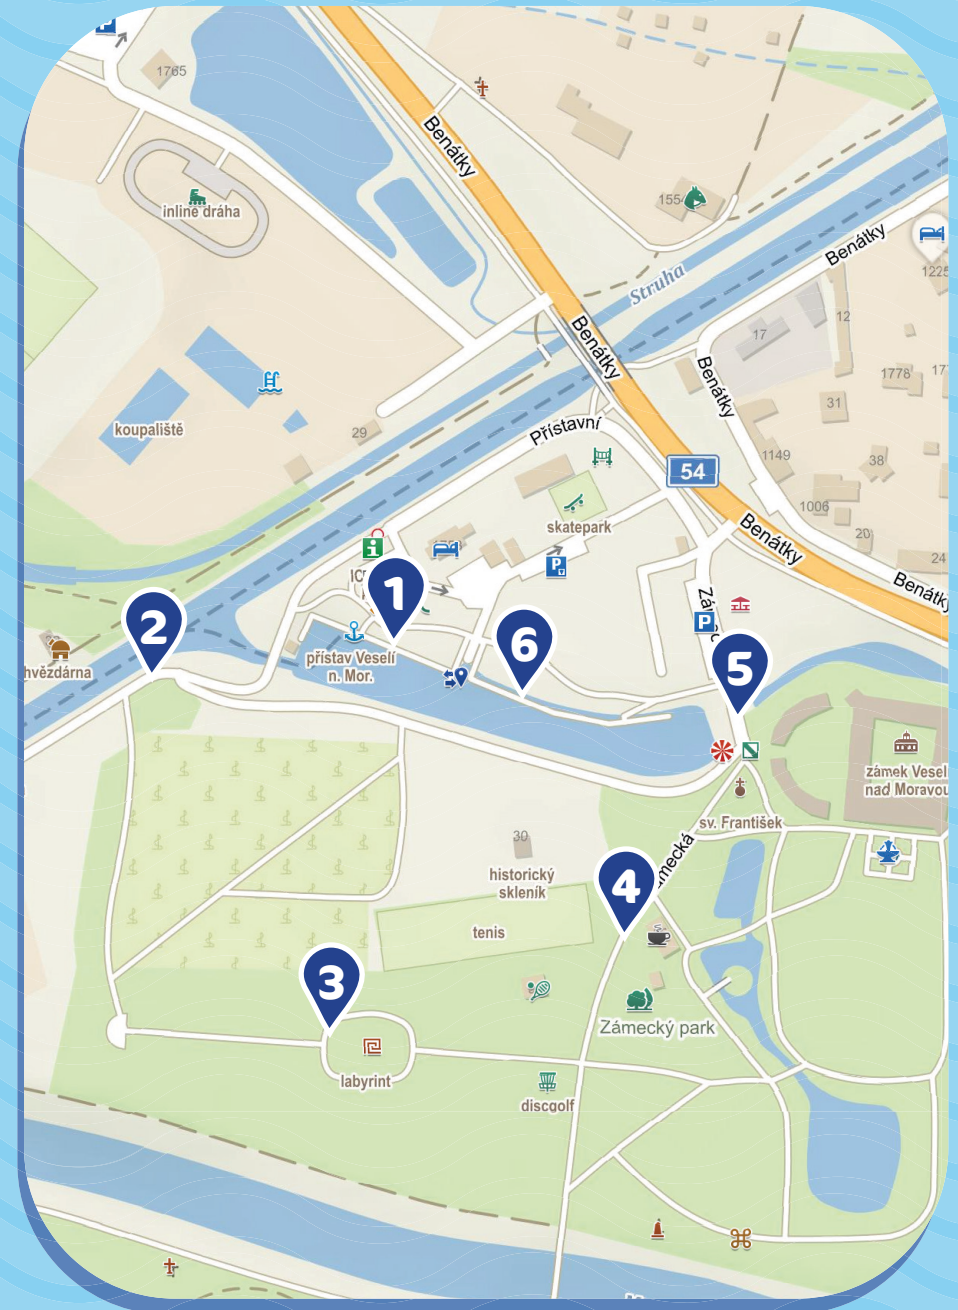 P
1765
Benátky
inline dráha
1554
Benátky
Struha
1225
12
Benátky
17
Benátky
1778
31
koupaliště
29
Přístavní
54
1149
38
skatepark
1006
20
Benátky
24
Benátky
P
1
2
6
P
5
hvězdárna
přístav Veselí
n. Mor.
zámek Vesel
nad Moravou
sv. František
30
historický
skleník
4
tenis
3
Zámecký park
labyrint
discgolf